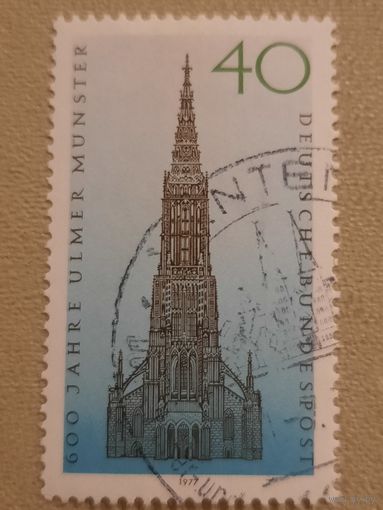 40
600 JAHRE ULMER MÜNSTER
DEUTSCHE BUNDESPOST
1977